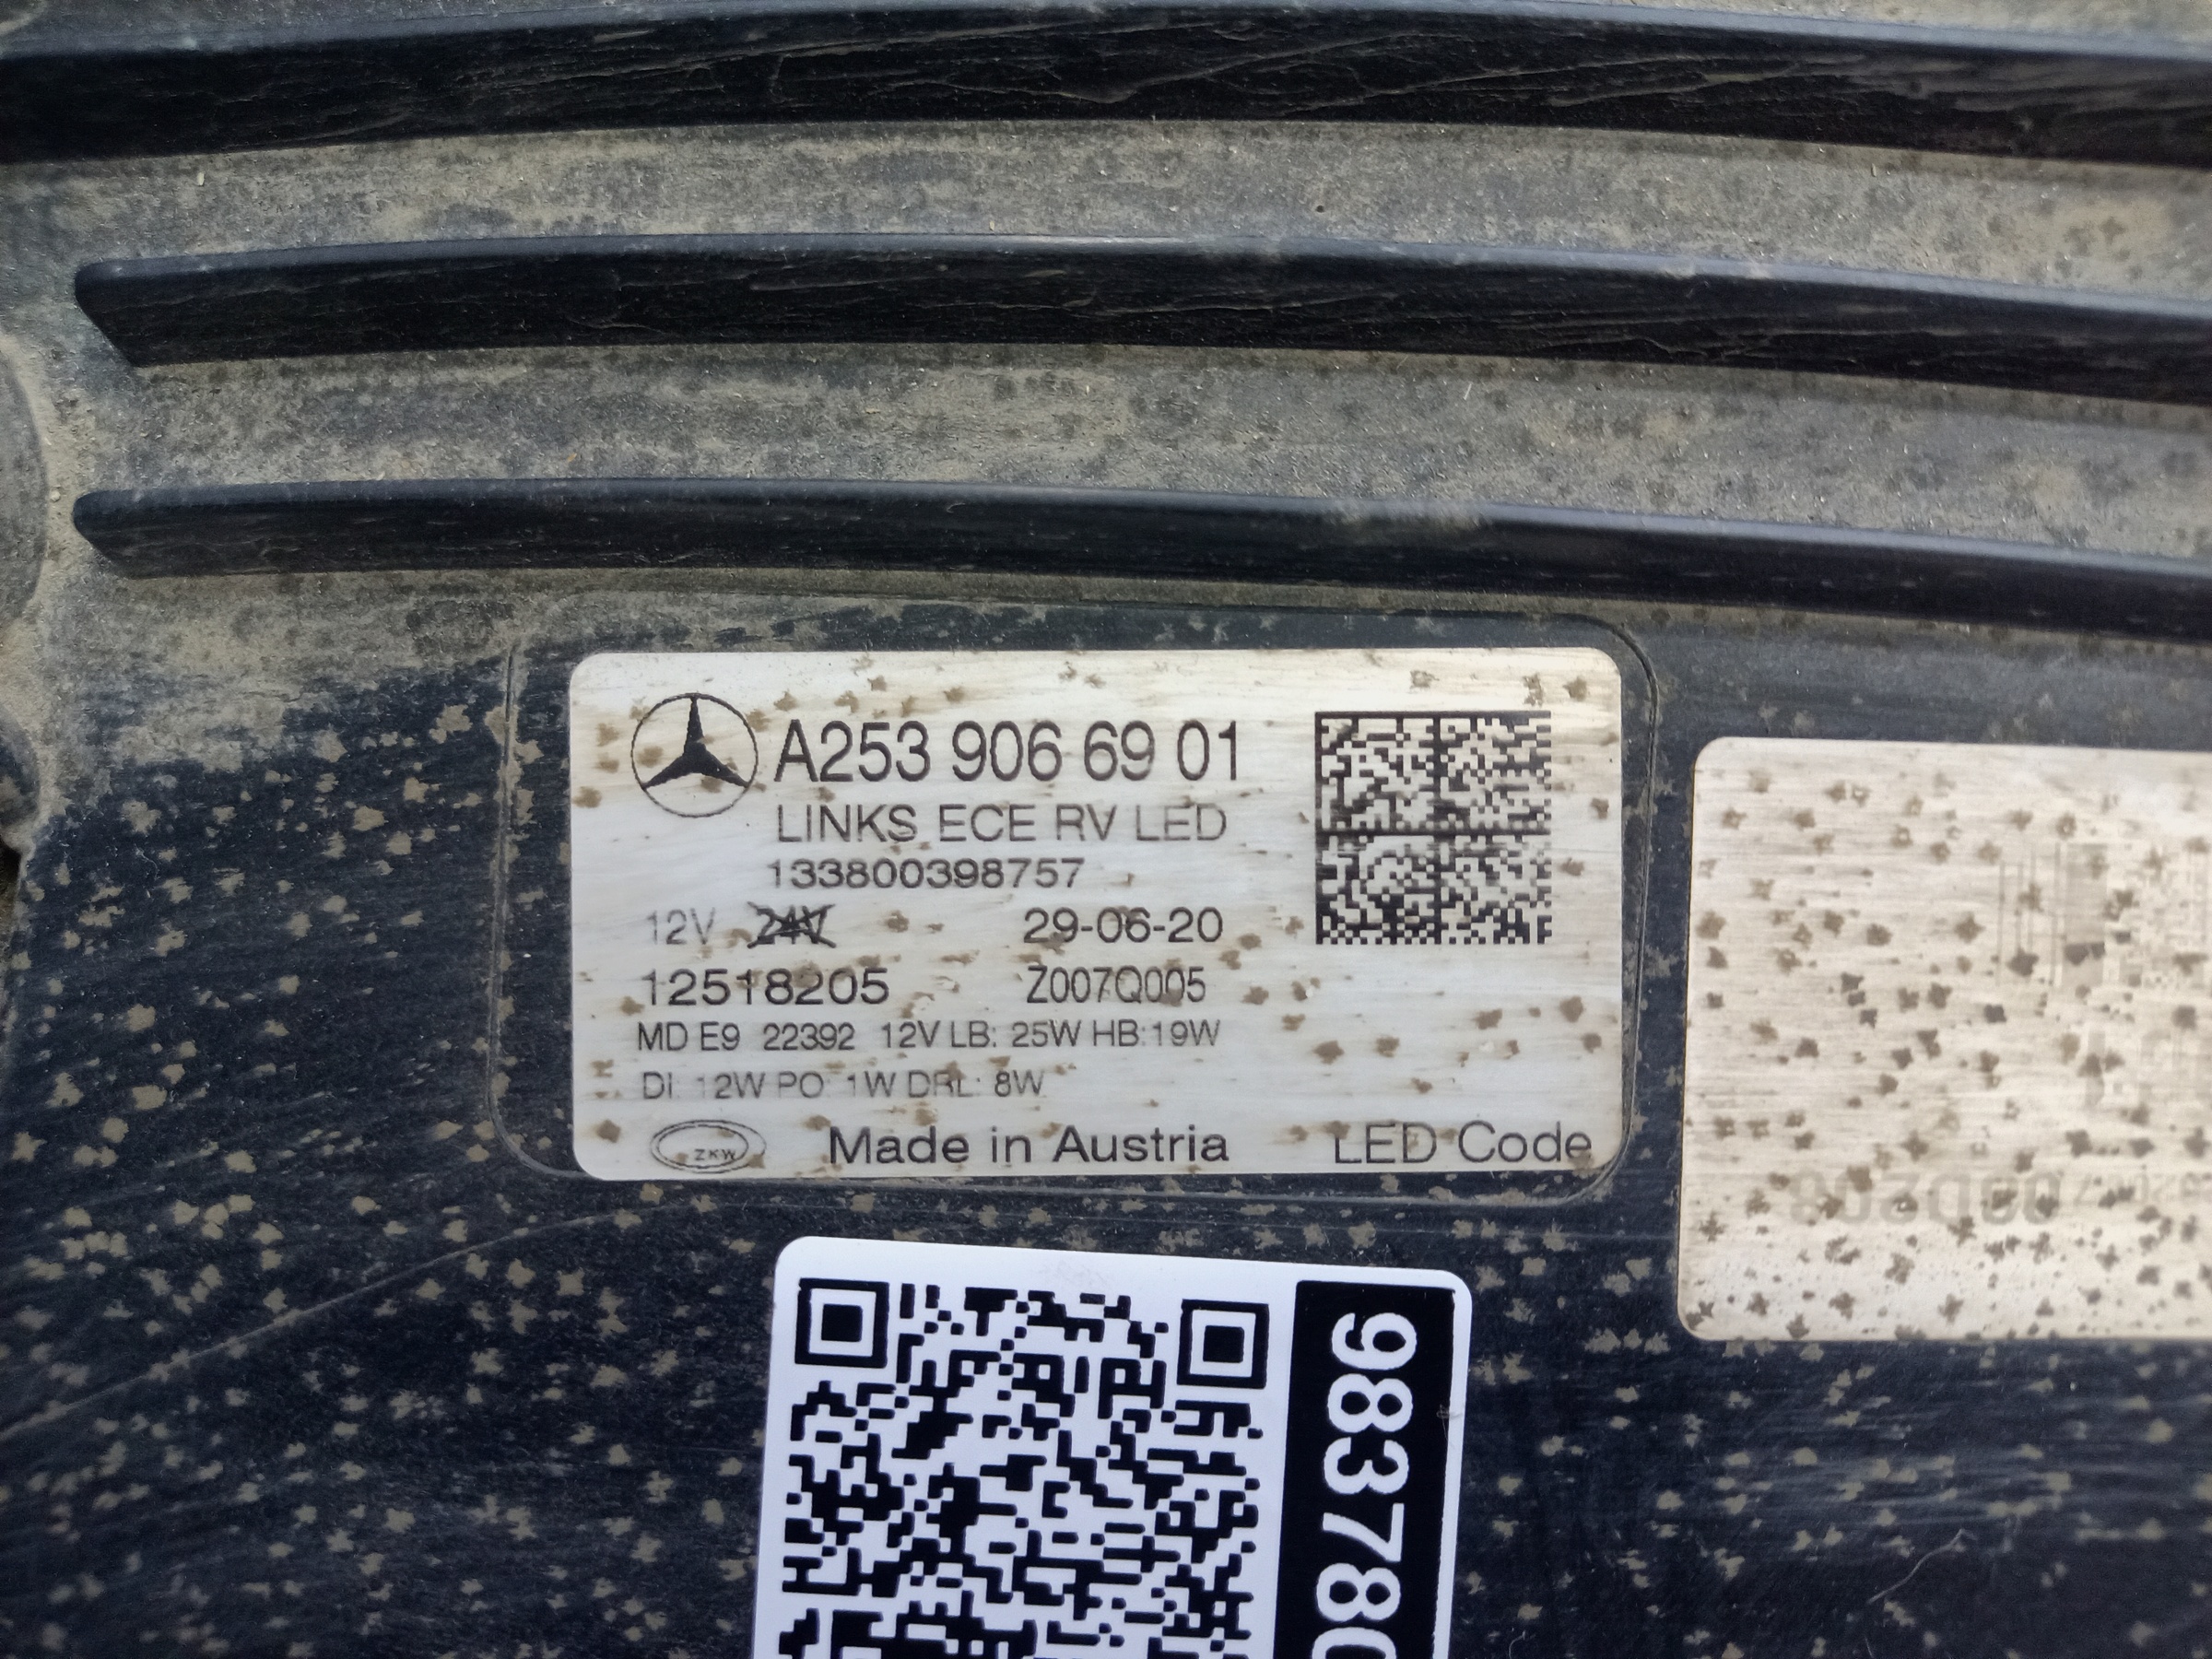 A253 906 69 01
LINKS ECE RV LED
133800398757
12V 24V 29-06-20
12518205 Z007Q005
MD E9 22392 12V LB: 25W HB:19W
DI: 12W PO: 1W DRL: 8W
ZKW Made in Austria LED Code
98378